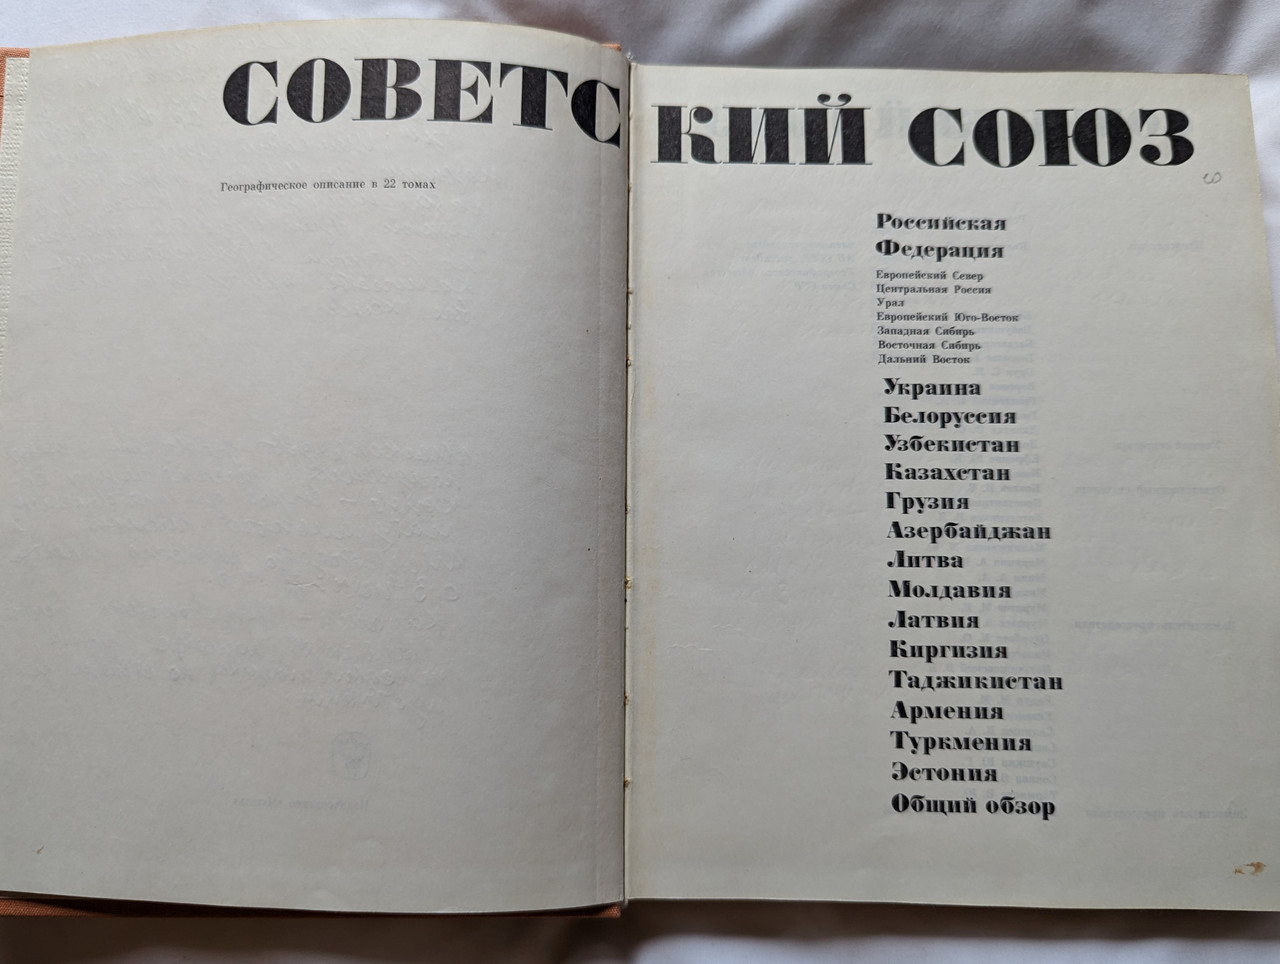 СОВЕТСКИЙ СОЮЗ
Географическое описание в 22 томах
Российская
Федерация
Европейский Север
Центральная Россия
Урал
Европейский Юго-Восток
Западная Сибирь
Восточная Сибирь
Дальний Восток
Украина
Белоруссия
Узбекистан
Казахстан
Грузия
Азербайджан
Литва
Молдавия
Латвия
Киргизия
Таджикистан
Армения
Туркмения
Эстония
Общий обзор